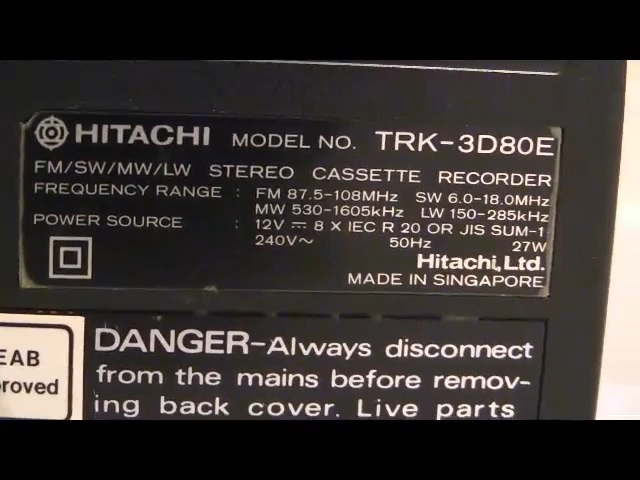 HITACHI MODEL NO. TRK-3D80E
FM/SW/MW/LW STEREO CASSETTE RECORDER
FREQUENCY RANGE : FM 87.5-108MHz SW 6.0-18.0MHz
MW 530-1605kHz LW 150-285kHz
POWER SOURCE : 12V ⎓ 8 X IEC R 20 OR JIS SUM-1
240V~ 50Hz 27W
Hitachi, Ltd.
MADE IN SINGAPORE
EAB
DANGER-Always disconnect
from the mains before remov-
ing back cover. Live parts